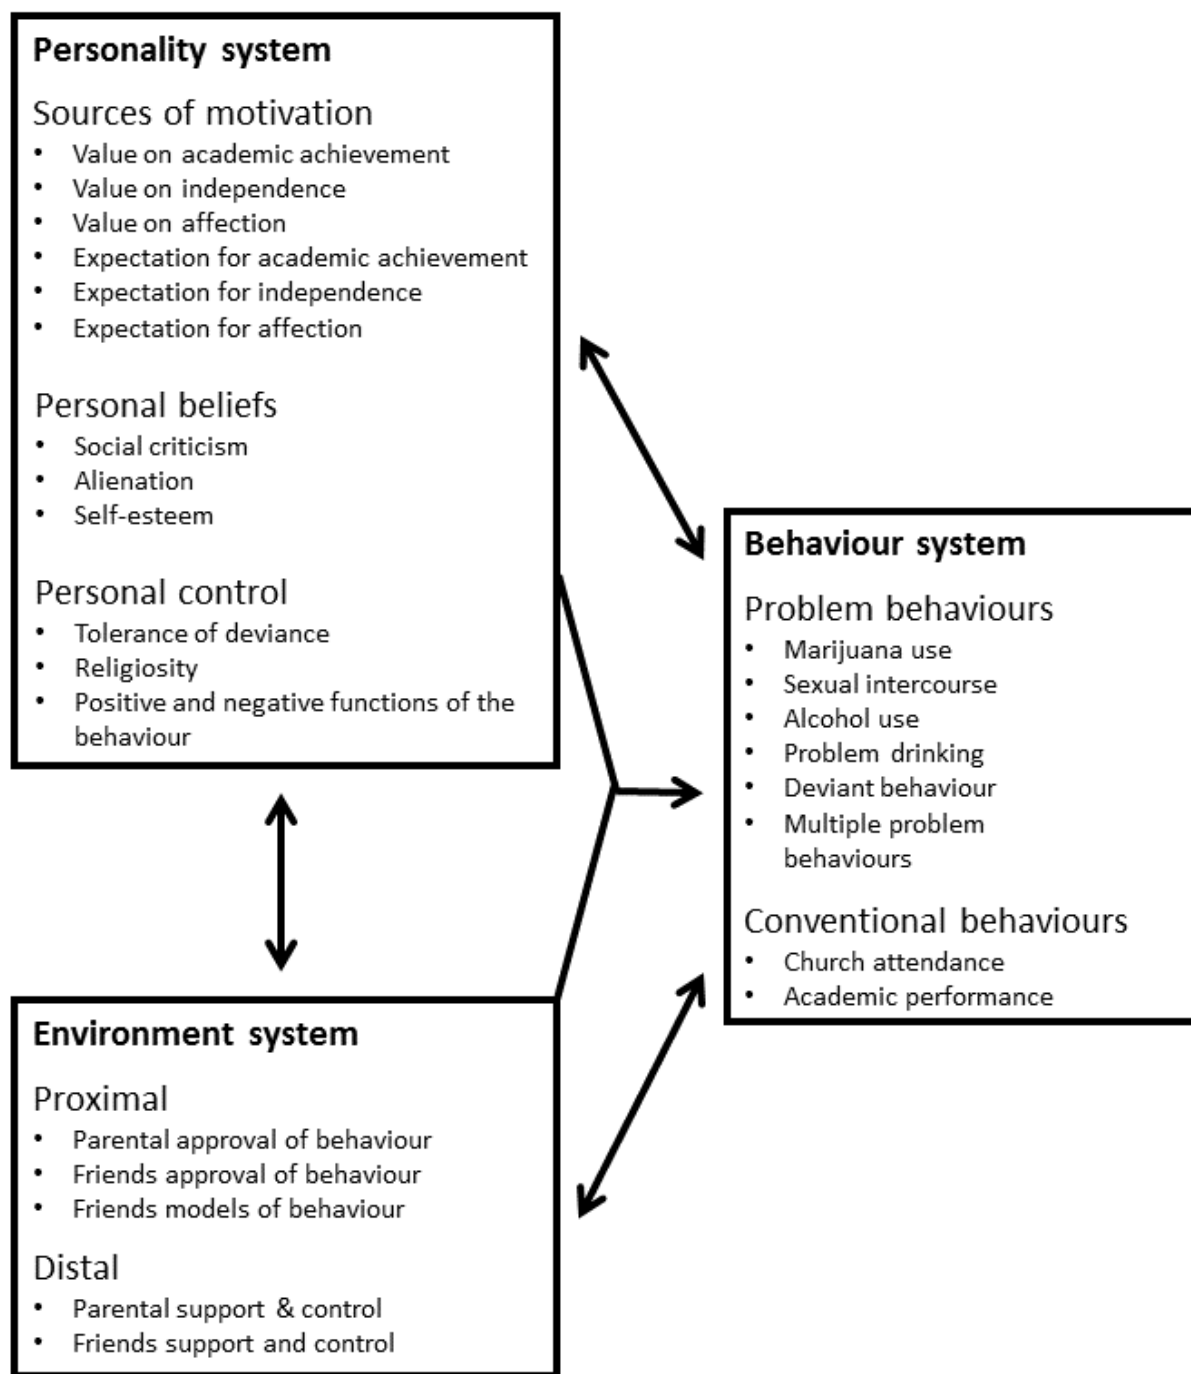 Personality system
Sources of motivation
• Value on academic achievement
• Value on independence
• Value on affection
• Expectation for academic achievement
• Expectation for independence
• Expectation for affection
Personal beliefs
• Social criticism
• Alienation
• Self-esteem
Personal control
• Tolerance of deviance
• Religiosity
• Positive and negative functions of the
behaviour
Behaviour system
Problem behaviours
• Marijuana use
• Sexual intercourse
• Alcohol use
• Problem drinking
• Deviant behaviour
• Multiple problem
behaviours
Conventional behaviours
• Church attendance
• Academic performance
Environment system
Proximal
• Parental approval of behaviour
• Friends approval of behaviour
• Friends models of behaviour
Distal
• Parental support & control
• Friends support and control